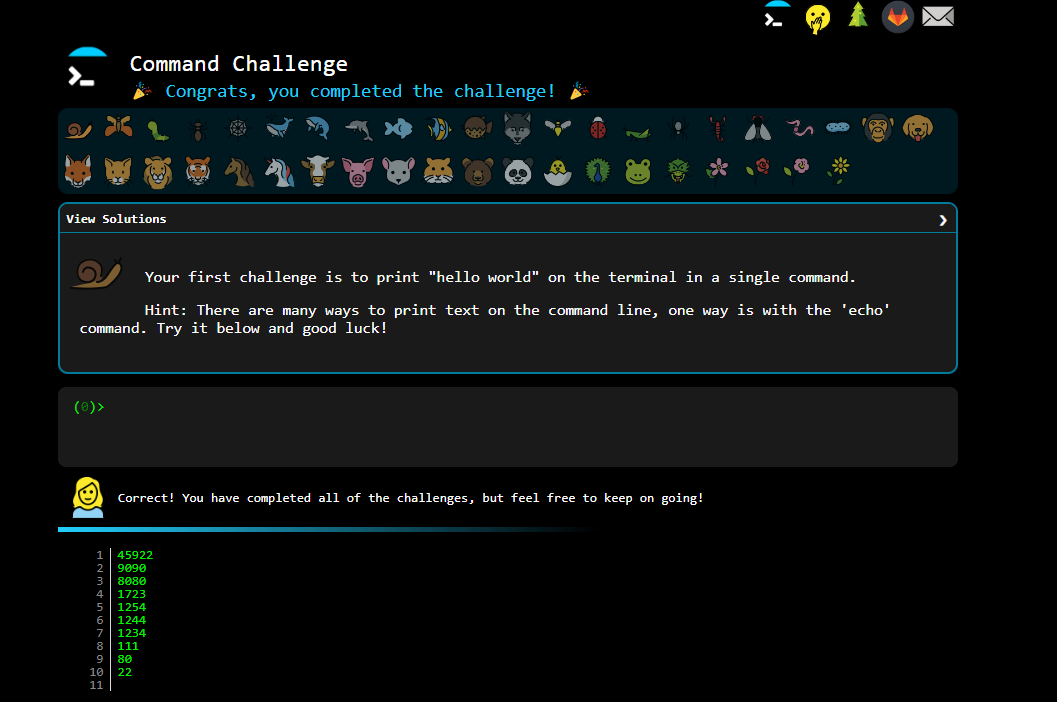 Command Challenge
🎉 Congrats, you completed the challenge! 🎉
View Solutions ❯
Your first challenge is to print "hello world" on the terminal in a single command.
Hint: There are many ways to print text on the command line, one way is with the 'echo'
command. Try it below and good luck!
(0)>
Correct! You have completed all of the challenges, but feel free to keep on going!
1 45922
2 9090
3 8080
4 1723
5 1254
6 1244
7 1234
8 111
9 80
10 22
11